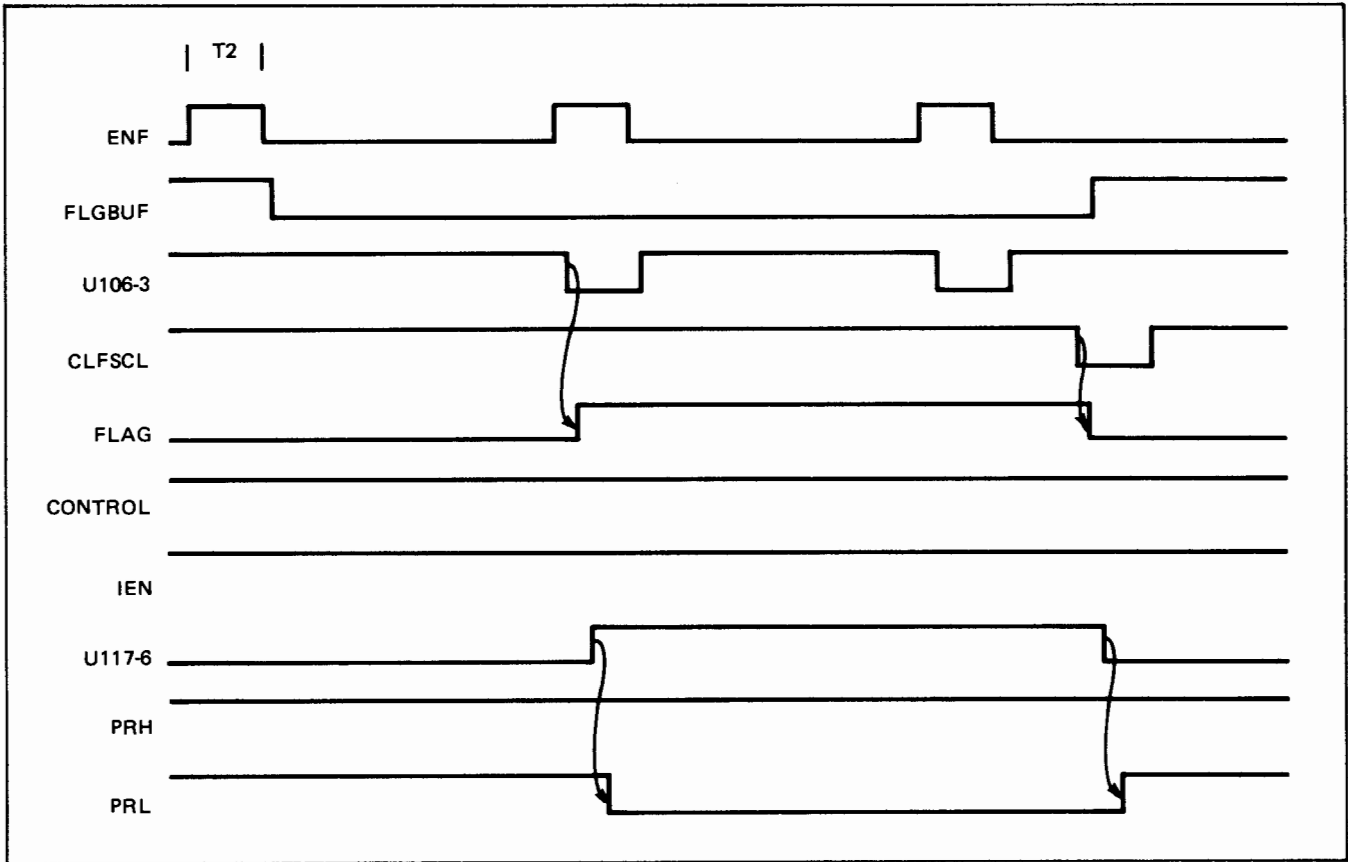 | T2 |
ENF
FLGBUF
U106-3
CLFSCL
FLAG
CONTROL
IEN
U117-6
PRH
PRL